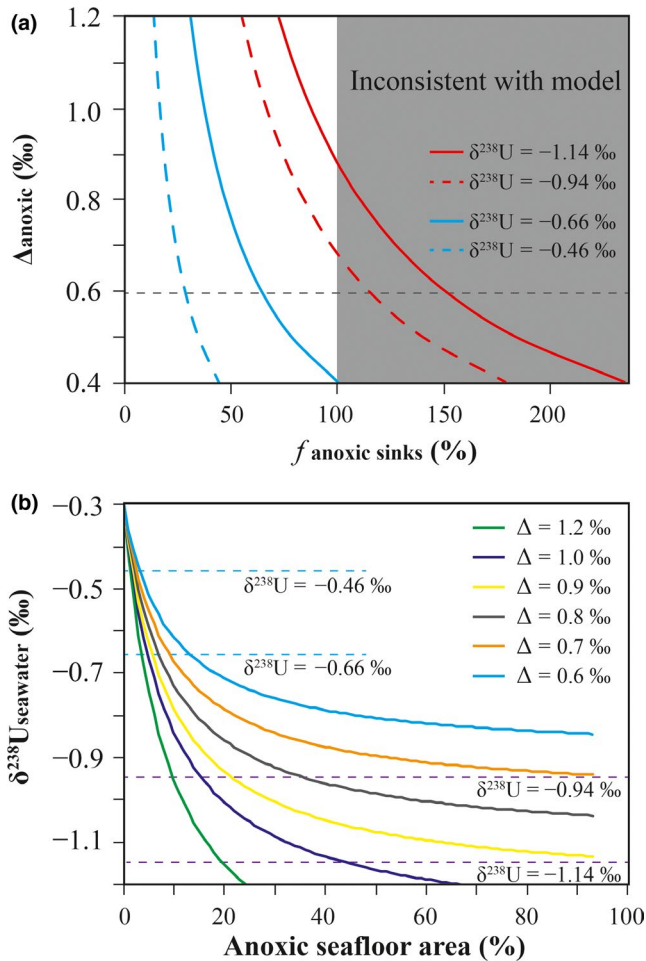 (a)
1.2
1.0
0.8
0.6
0.4
Δanoxic (‰)
Inconsistent with model
δ²³⁸U = −1.14 ‰
δ²³⁸U = −0.94 ‰
δ²³⁸U = −0.66 ‰
δ²³⁸U = −0.46 ‰
0 50 100 150 200
f anoxic sinks (%)
(b)
−0.3
−0.5
−0.7
−0.9
−1.1
δ²³⁸Useawater (‰)
Δ = 1.2 ‰
Δ = 1.0 ‰
Δ = 0.9 ‰
Δ = 0.8 ‰
Δ = 0.7 ‰
Δ = 0.6 ‰
δ²³⁸U = −0.46 ‰
δ²³⁸U = −0.66 ‰
δ²³⁸U = −0.94 ‰
δ²³⁸U = −1.14 ‰
0 20 40 60 80 100
Anoxic seafloor area (%)